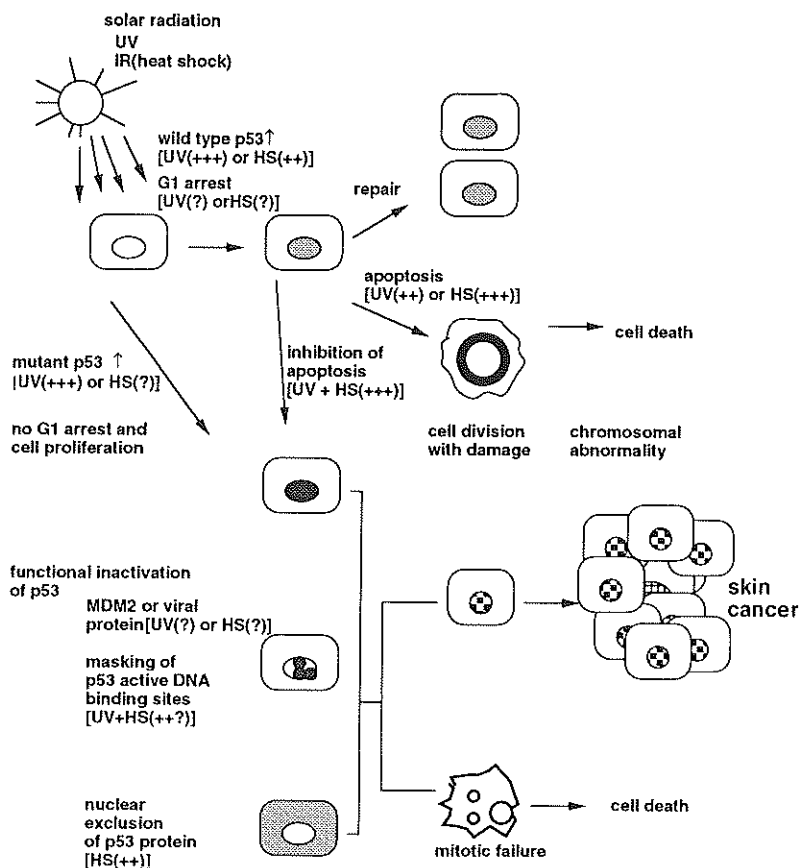 solar radiation
UV
IR(heat shock)
wild type p53↑
[UV(+++) or HS(++)]
G1 arrest
[UV(?) orHS(?)]
repair
apoptosis
[UV(++) or HS(+++)]
cell death
inhibition of
apoptosis
[UV + HS(+++)]
mutant p53 ↑
[UV(+++) or HS(?)]
no G1 arrest and
cell proliferation
cell division
with damage
chromosomal
abnormality
functional inactivation
of p53
MDM2 or viral
protein[UV(?) or HS(?)]
masking of
p53 active DNA
binding sites
[UV+HS(++?)]
skin
cancer
nuclear
exclusion
of p53 protein
[HS(++)]
mitotic failure
cell death